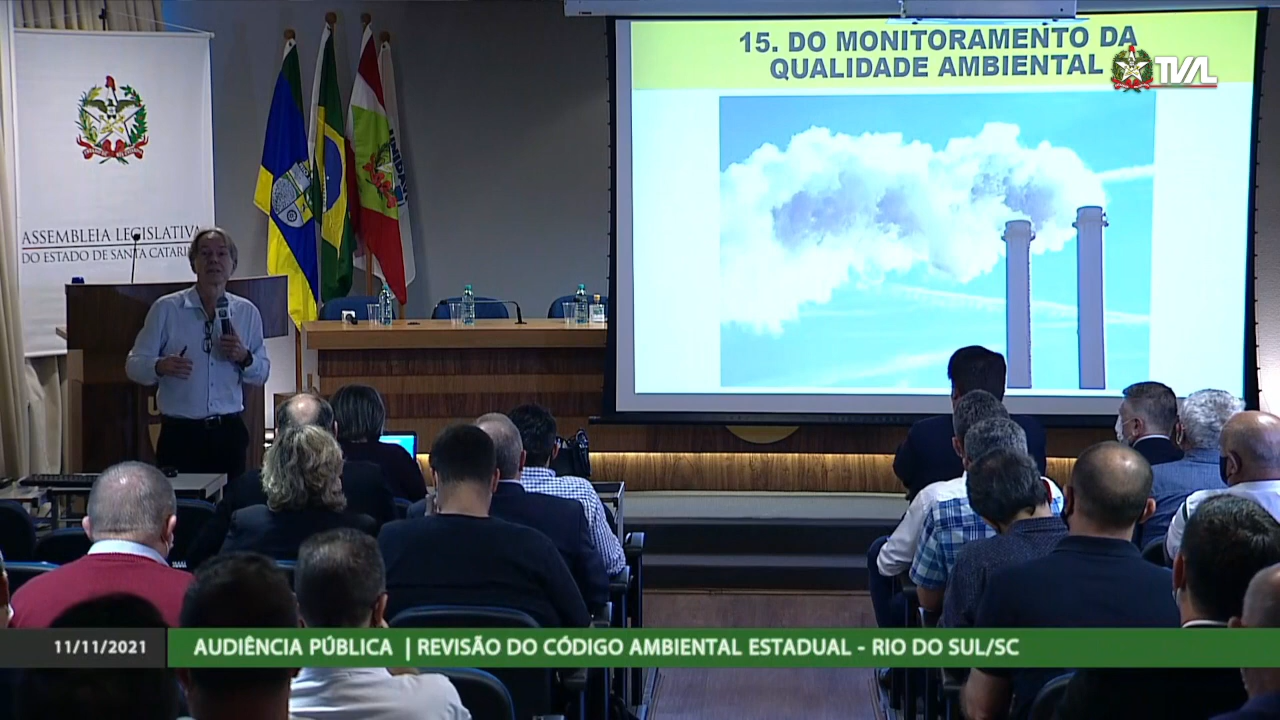 15. DO MONITORAMENTO DA
QUALIDADE AMBIENTAL
TVAL
ASSEMBLEIA LEGISLATIVA
DO ESTADO DE SANTA CATARI
11/11/2021
AUDIÊNCIA PÚBLICA | REVISÃO DO CÓDIGO AMBIENTAL ESTADUAL - RIO DO SUL/SC